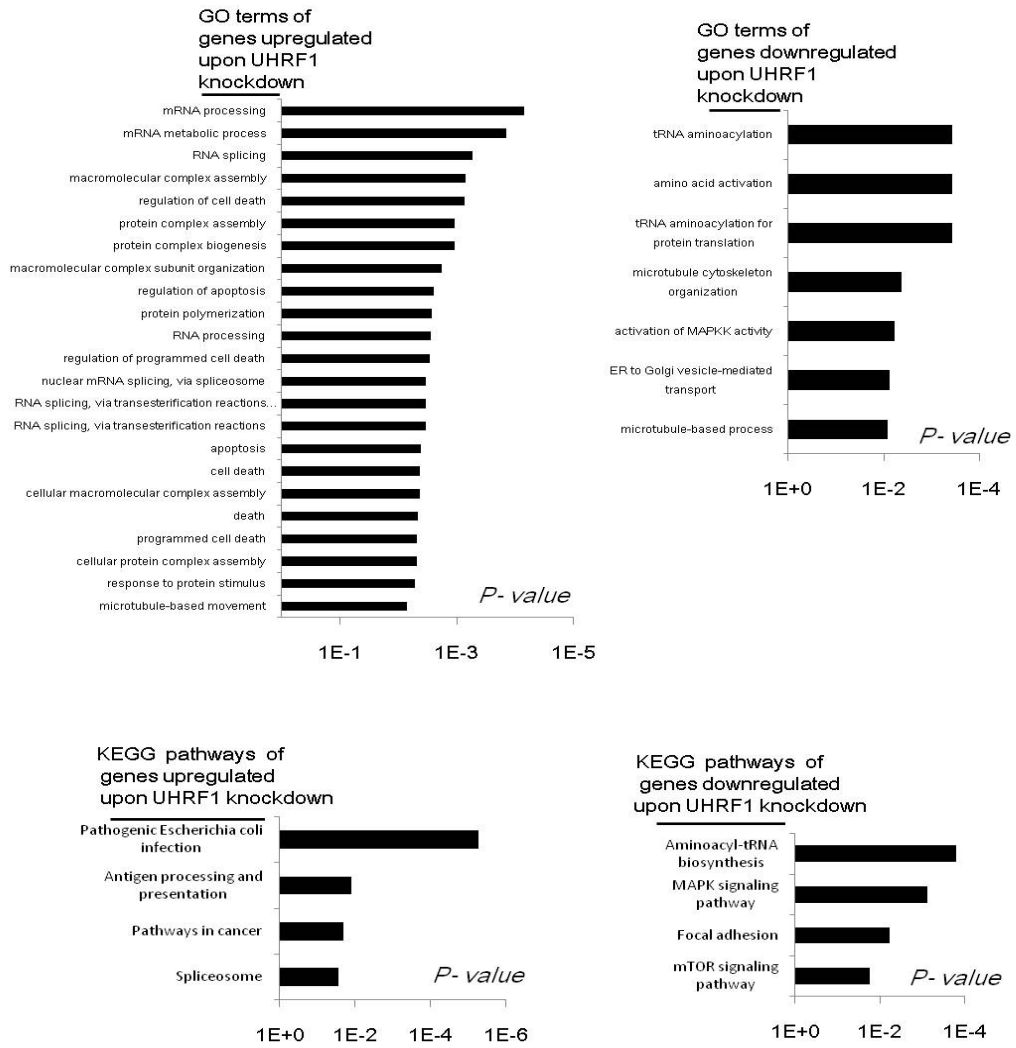 GO terms of
genes upregulated
upon UHRF1
knockdown
mRNA processing
mRNA metabolic process
RNA splicing
macromolecular complex assembly
regulation of cell death
protein complex assembly
protein complex biogenesis
macromolecular complex subunit organization
regulation of apoptosis
protein polymerization
RNA processing
regulation of programmed cell death
nuclear mRNA splicing, via spliceosome
RNA splicing, via transesterification reactions...
RNA splicing, via transesterification reactions
apoptosis
cell death
cellular macromolecular complex assembly
death
programmed cell death
cellular protein complex assembly
response to protein stimulus
microtubule-based movement
P- value
1E-1 1E-3 1E-5
GO terms of
genes downregulated
upon UHRF1
knockdown
tRNA aminoacylation
amino acid activation
tRNA aminoacylation for
protein translation
microtubule cytoskeleton
organization
activation of MAPKK activity
ER to Golgi vesicle-mediated
transport
microtubule-based process
P- value
1E+0 1E-2 1E-4
KEGG pathways of
genes upregulated
upon UHRF1 knockdown
Pathogenic Escherichia coli
infection
Antigen processing and
presentation
Pathways in cancer
Spliceosome
P- value
1E+0 1E-2 1E-4 1E-6
KEGG pathways of
genes downregulated
upon UHRF1 knockdown
Aminoacyl-tRNA
biosynthesis
MAPK signaling
pathway
Focal adhesion
mTOR signaling
pathway
P- value
1E+0 1E-2 1E-4